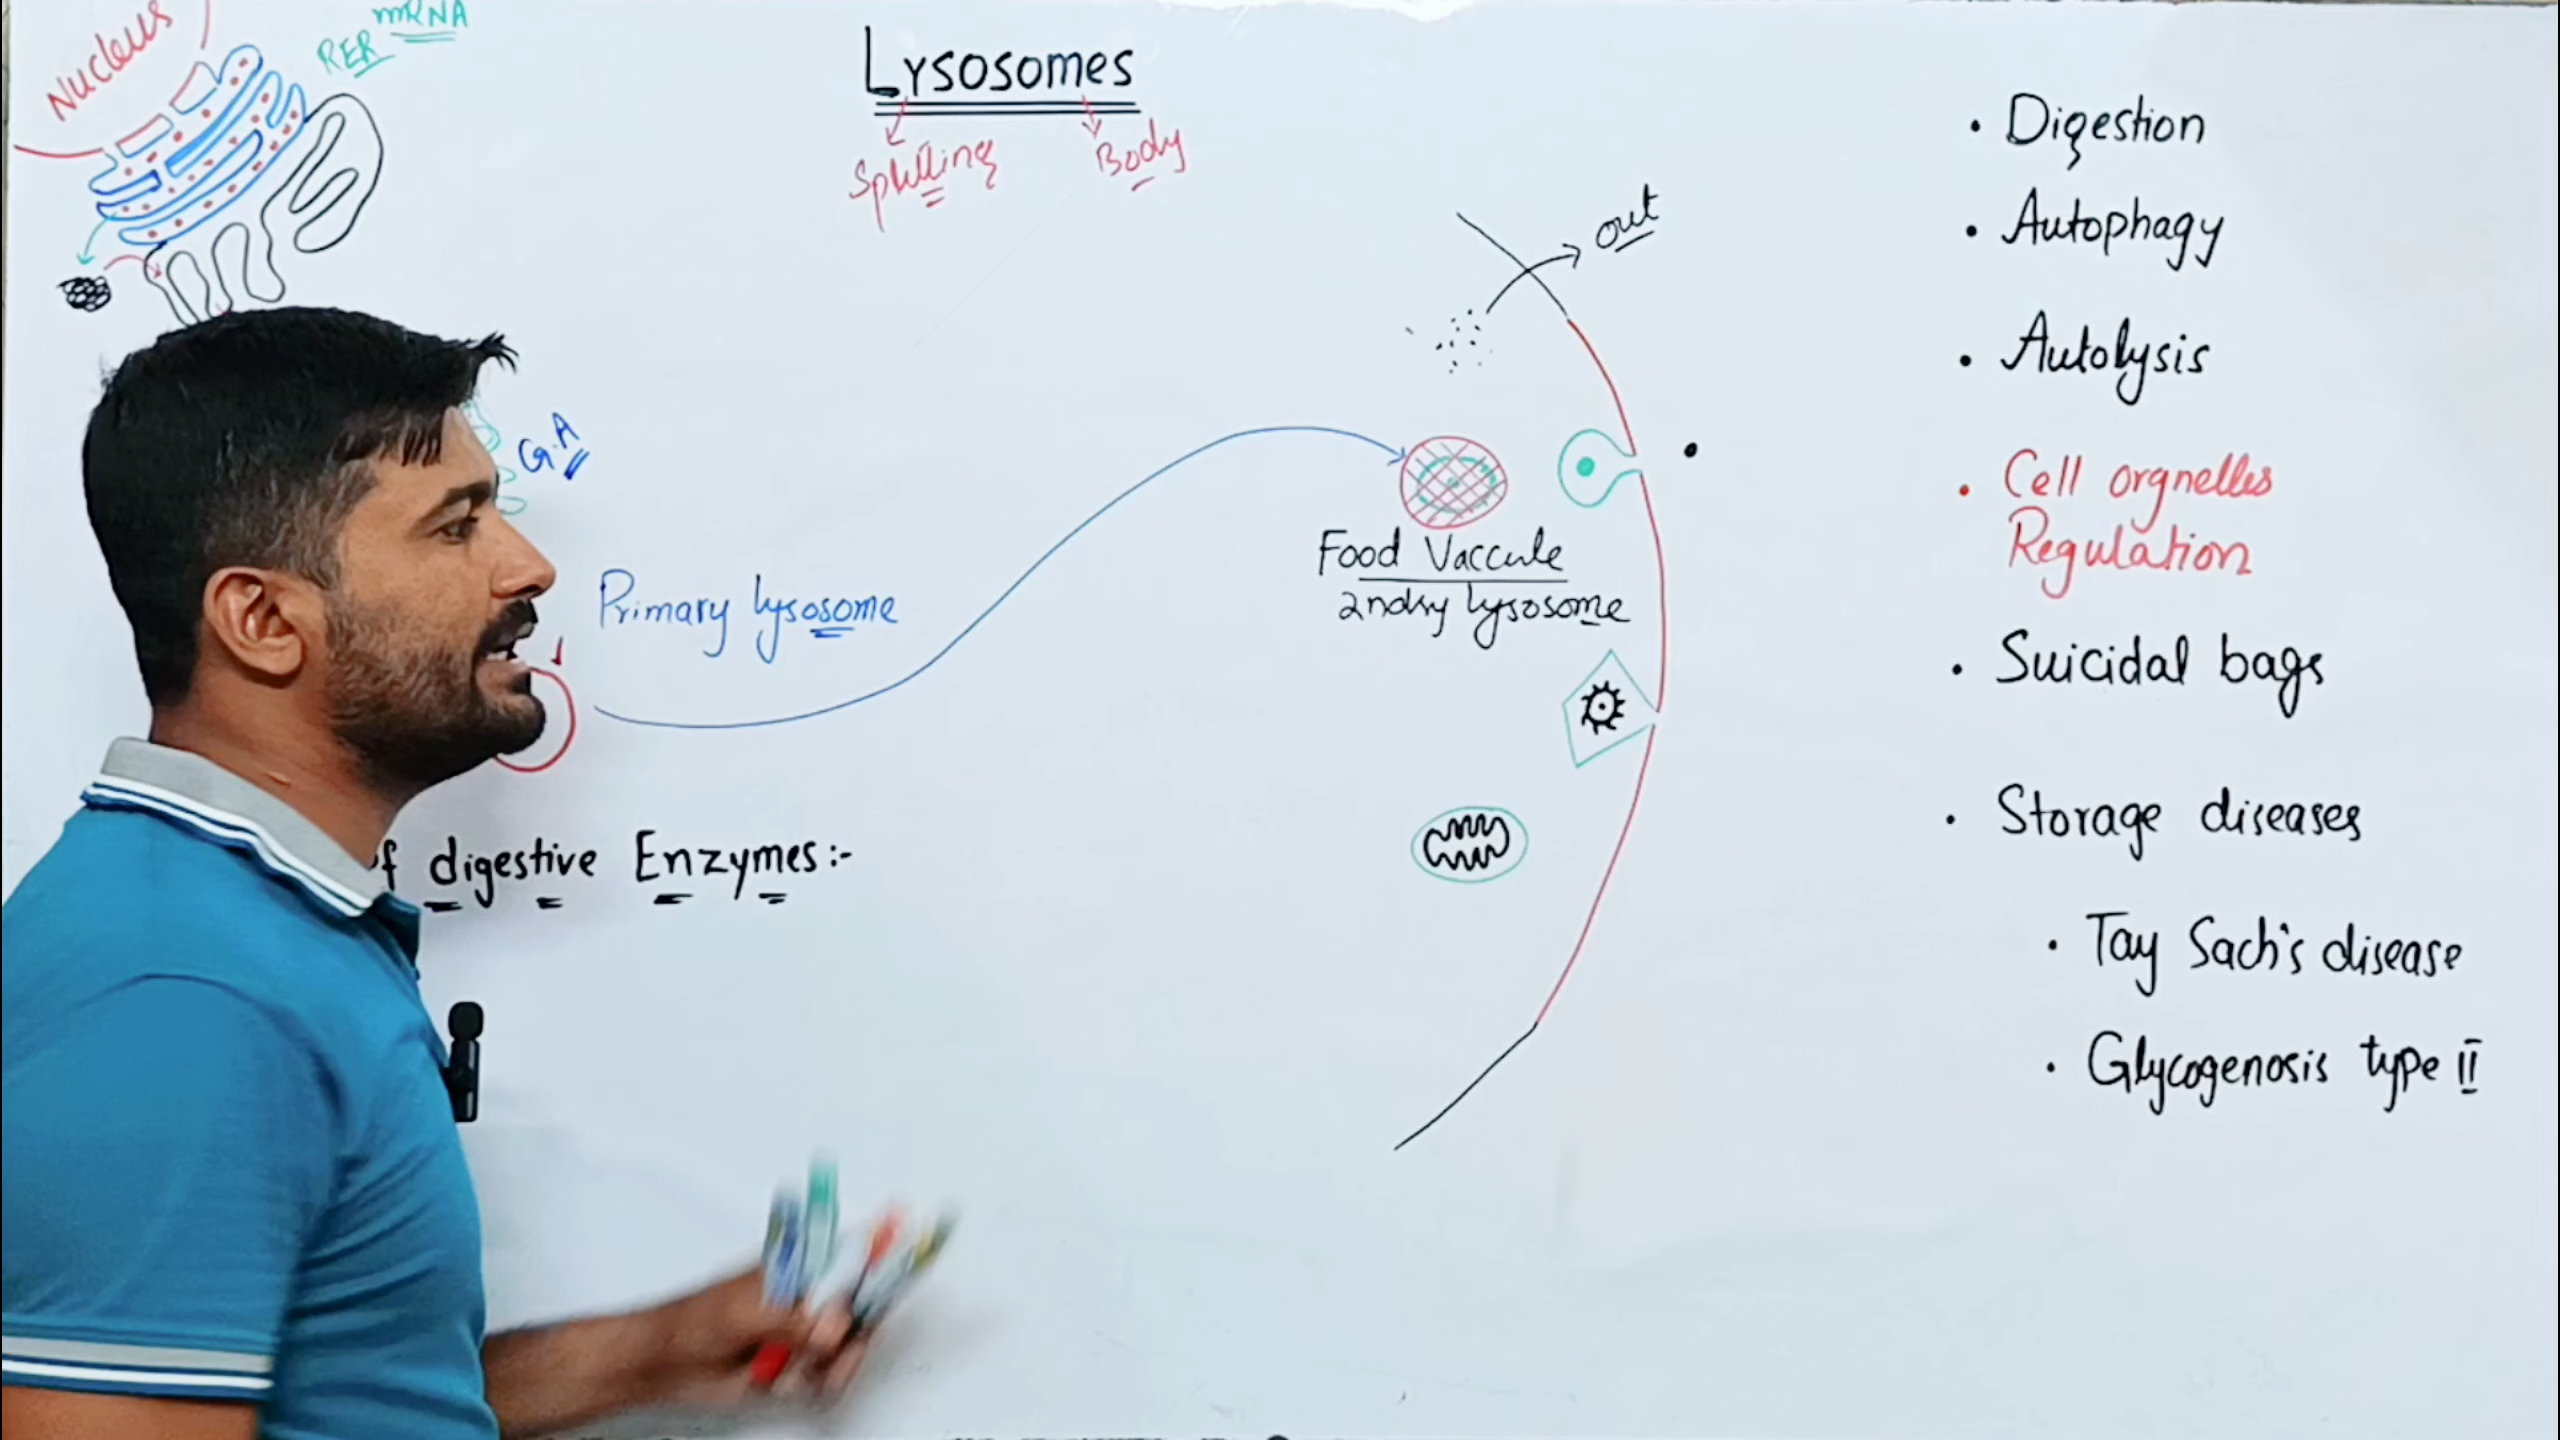 Nucleus
mRNA
RER
Lysosomes
Splitting
Body
out
G.A
Primary lysosome
Food Vaccule
2ndry lysosome
of digestive Enzymes:-
• Digestion
• Autophagy
• Autolysis
• Cell orgnelles
Regulation
• Suicidal bags
• Storage diseases
• Tay Sach's disease
• Glycogenosis type II